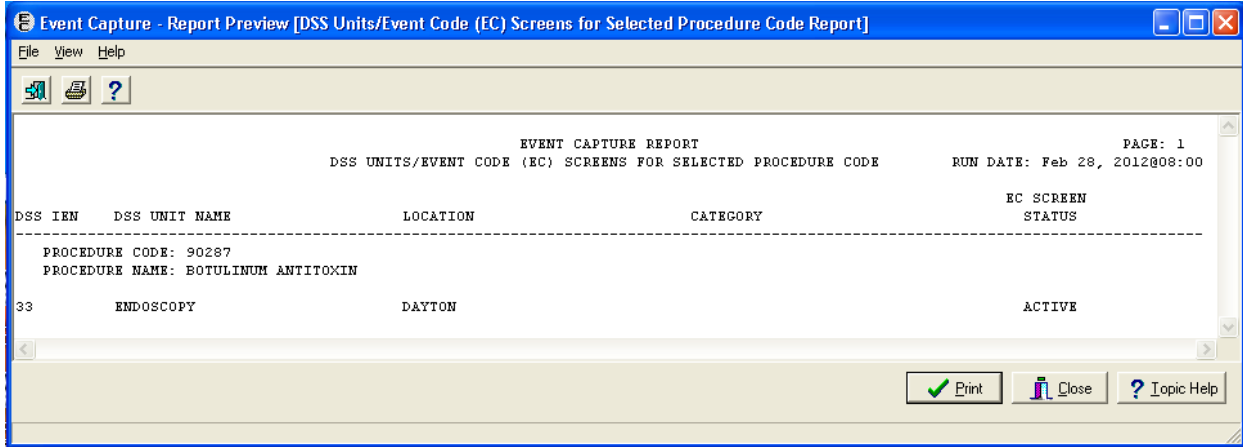 Event Capture - Report Preview [DSS Units/Event Code (EC) Screens for Selected Procedure Code Report]
File View Help
EVENT CAPTURE REPORT PAGE: 1
DSS UNITS/EVENT CODE (EC) SCREENS FOR SELECTED PROCEDURE CODE RUN DATE: Feb 28, 2012@08:00
EC SCREEN
DSS IEN DSS UNIT NAME LOCATION CATEGORY STATUS
PROCEDURE CODE: 90287
PROCEDURE NAME: BOTULINUM ANTITOXIN
33 ENDOSCOPY DAYTON ACTIVE
Print Close ? Topic Help